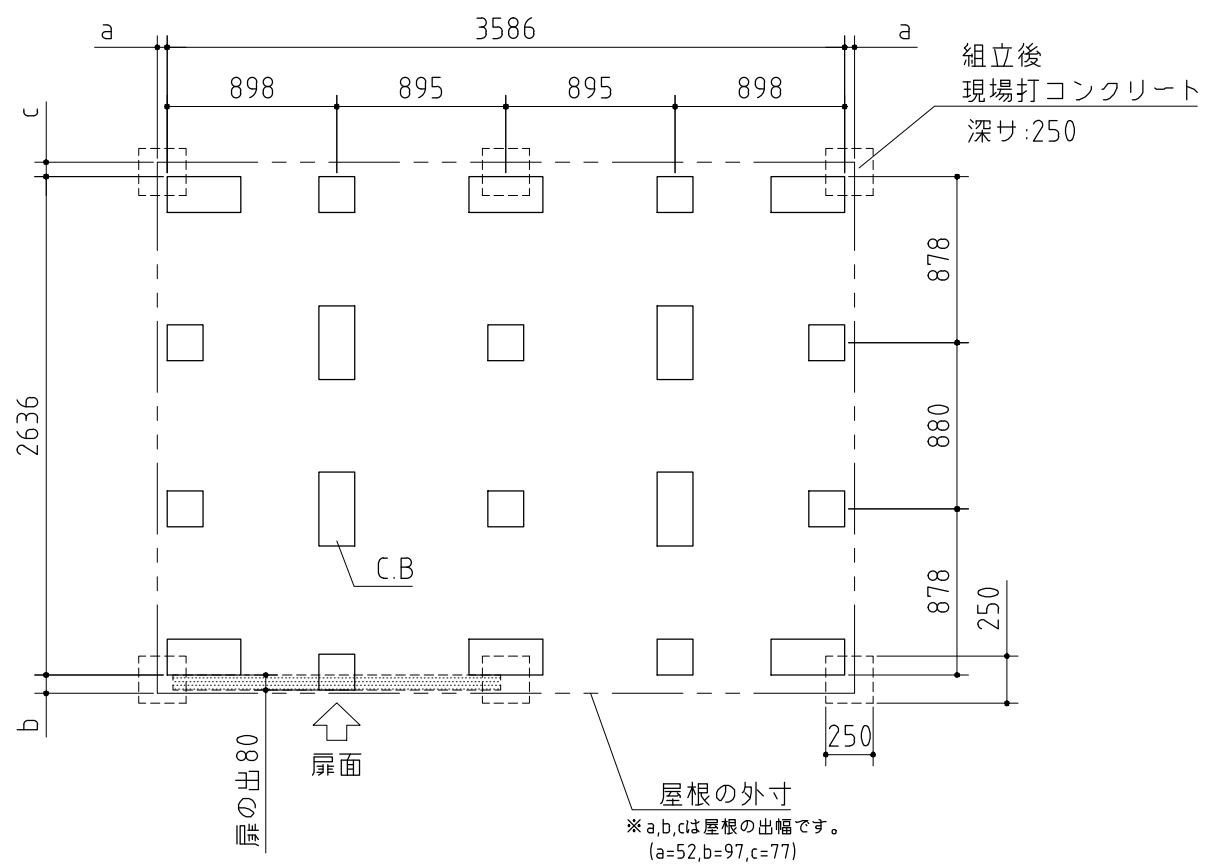 a
3586
a
898
895
895
898
組立後
現場打コンクリート
深サ:250
c
878
2636
880
C.B
878
250
b
扉の出80
扉面
250
屋根の外寸
※a,b,cは屋根の出幅です。
(a=52,b=97,c=77)